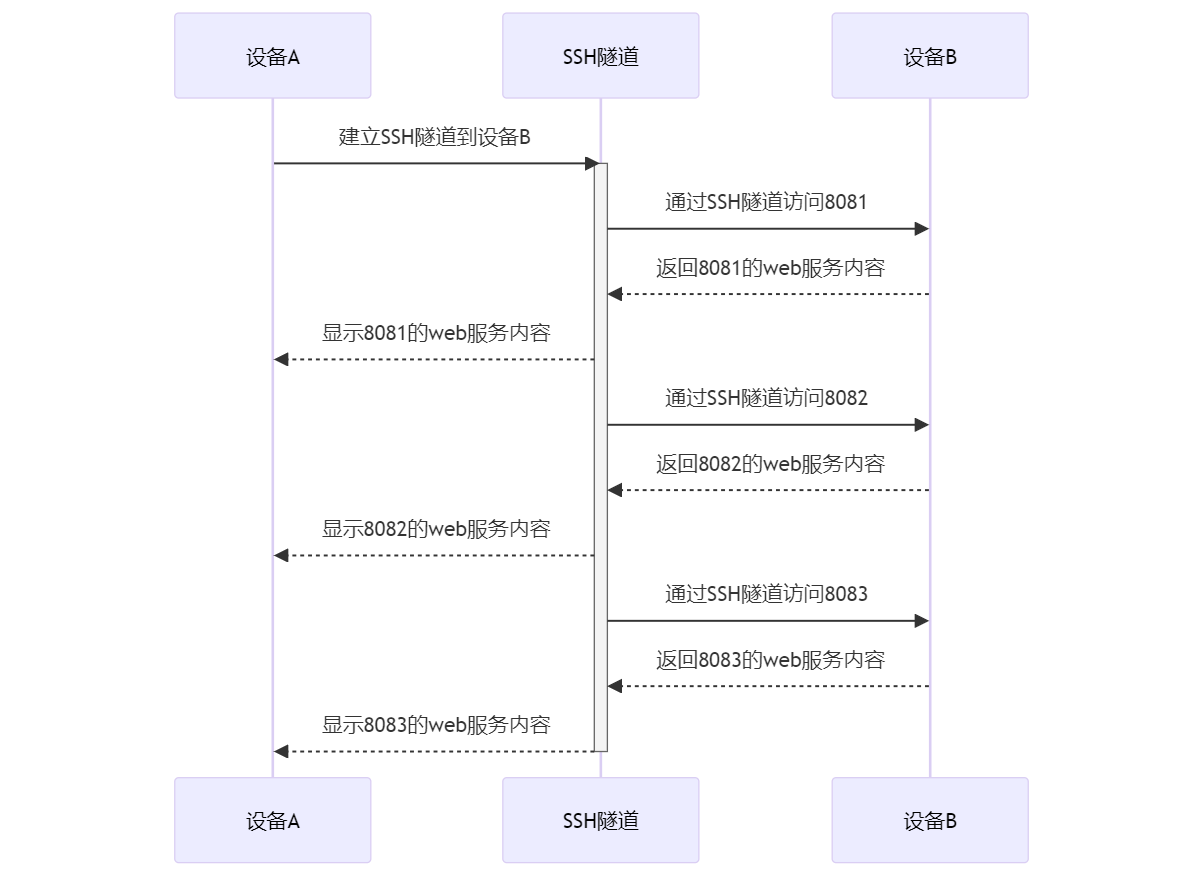 设备A
SSH隧道
设备B
建立SSH隧道到设备B
通过SSH隧道访问8081
返回8081的web服务内容
显示8081的web服务内容
通过SSH隧道访问8082
返回8082的web服务内容
显示8082的web服务内容
通过SSH隧道访问8083
返回8083的web服务内容
显示8083的web服务内容
设备A
SSH隧道
设备B